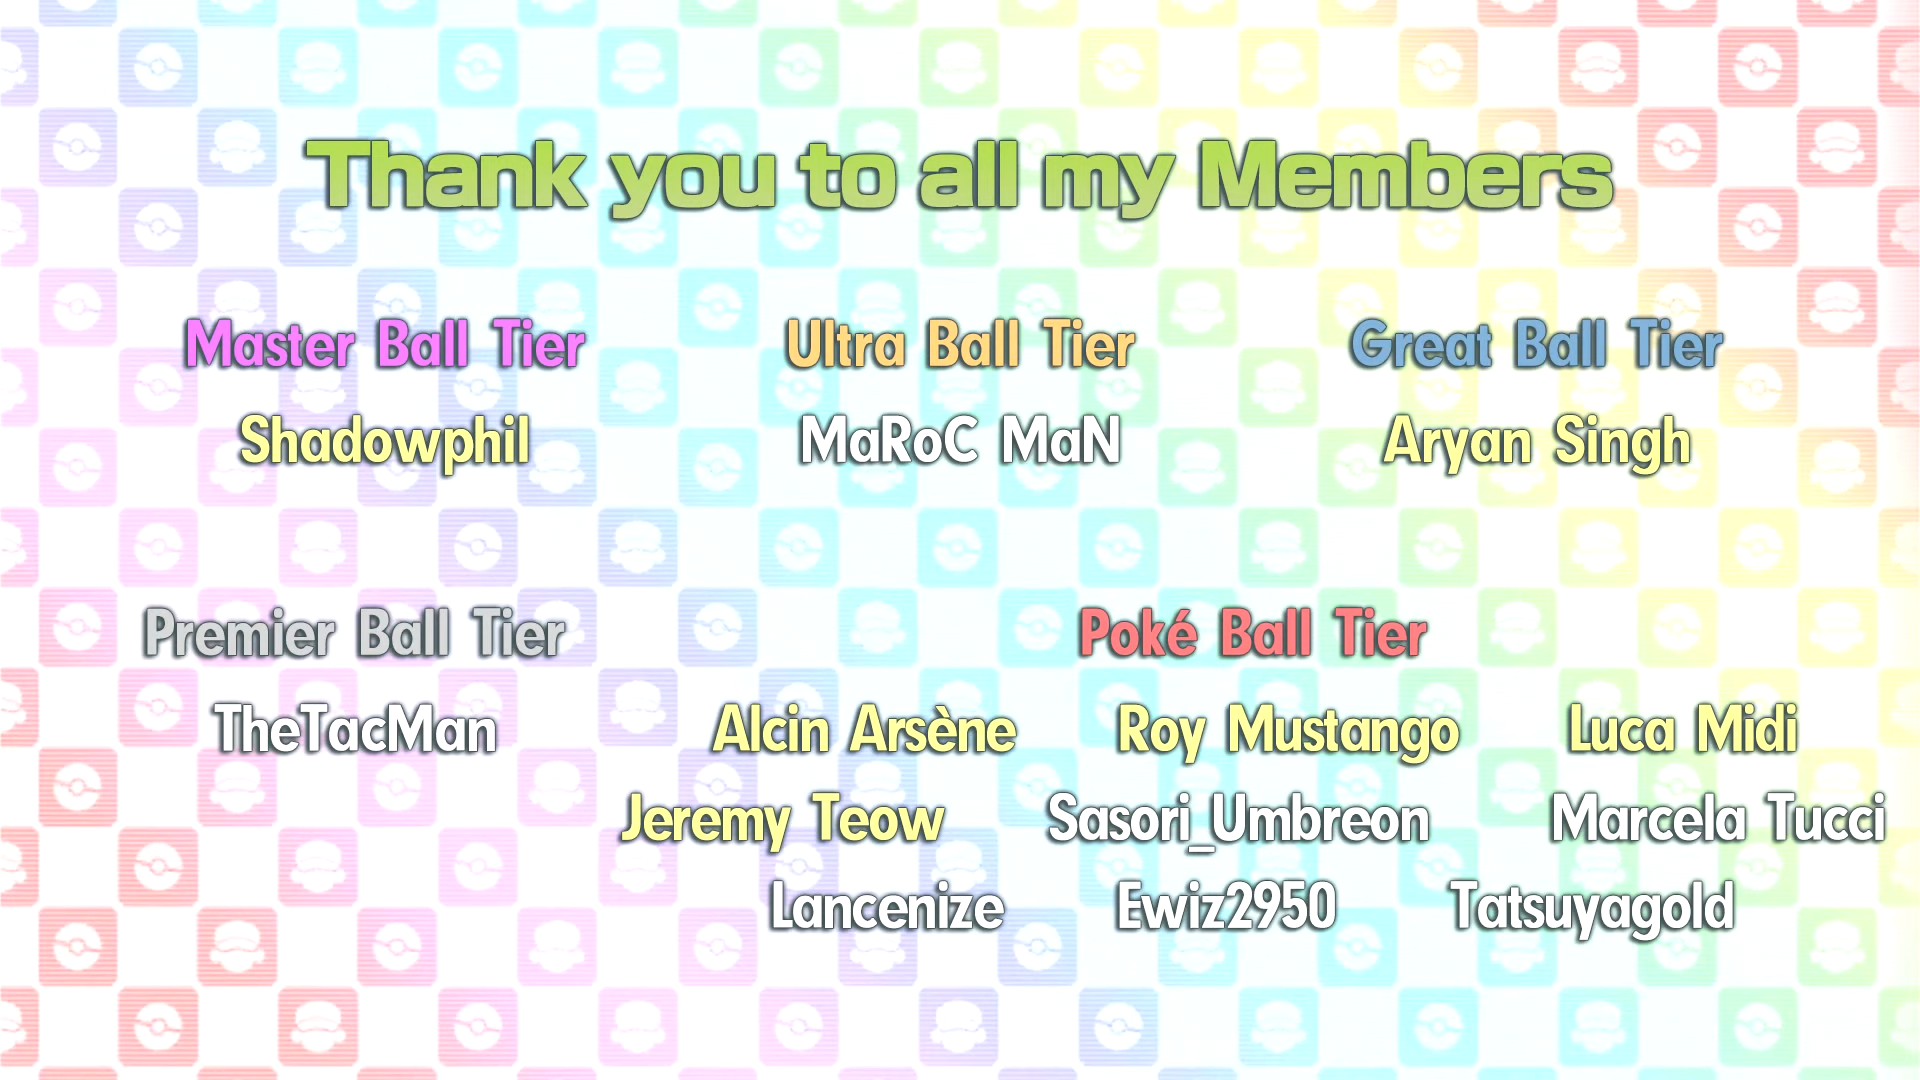 Thank you to all my Members
Master Ball Tier Ultra Ball Tier Great Ball Tier
Shadowphil MaRoC MaN Aryan Singh
Premier Ball Tier Poké Ball Tier
TheTacMan Alcin Arsène Roy Mustango Luca Midi
Jeremy Teow Sasori_Umbreon Marcela Tucci
Lancenize Ewiz2950 Tatsuyagold